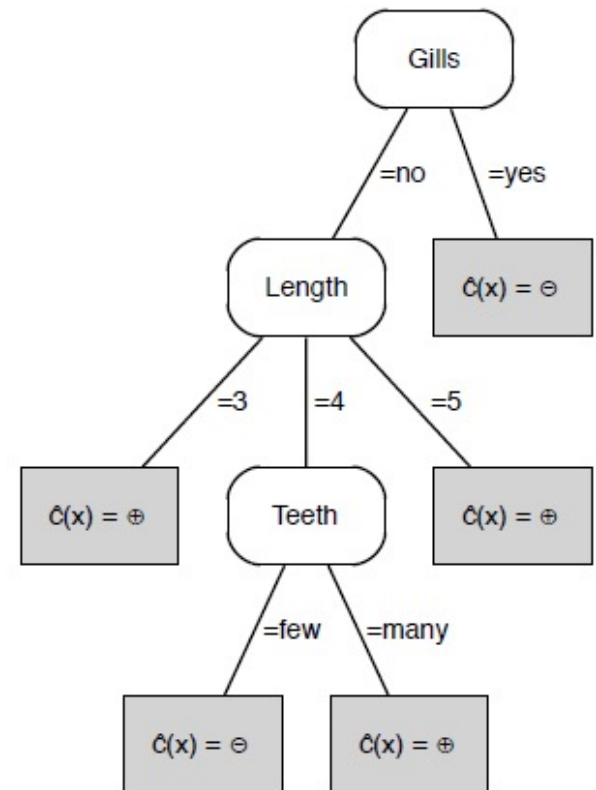 Gills
=no
=yes
Length
ĉ(x) = ⊖
=3
=4
=5
ĉ(x) = ⊕
Teeth
ĉ(x) = ⊕
=few
=many
ĉ(x) = ⊖
ĉ(x) = ⊕